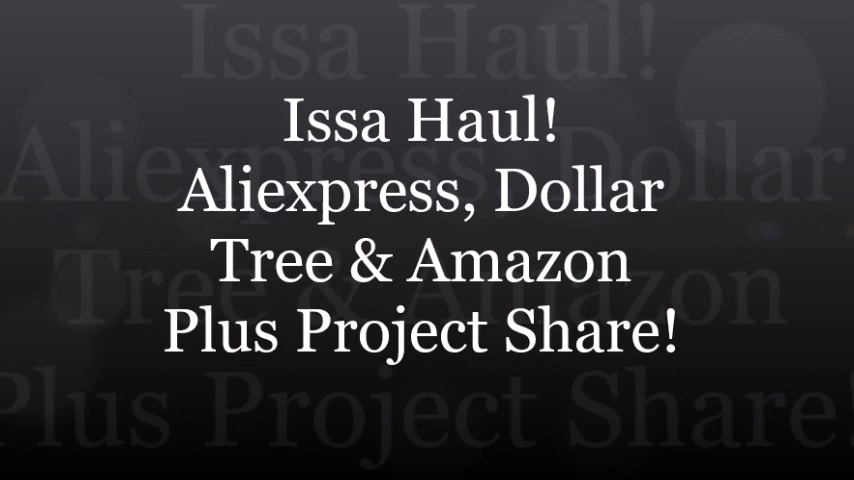 Issa Haul!
Aliexpress, Dollar
Tree & Amazon
Plus Project Share!